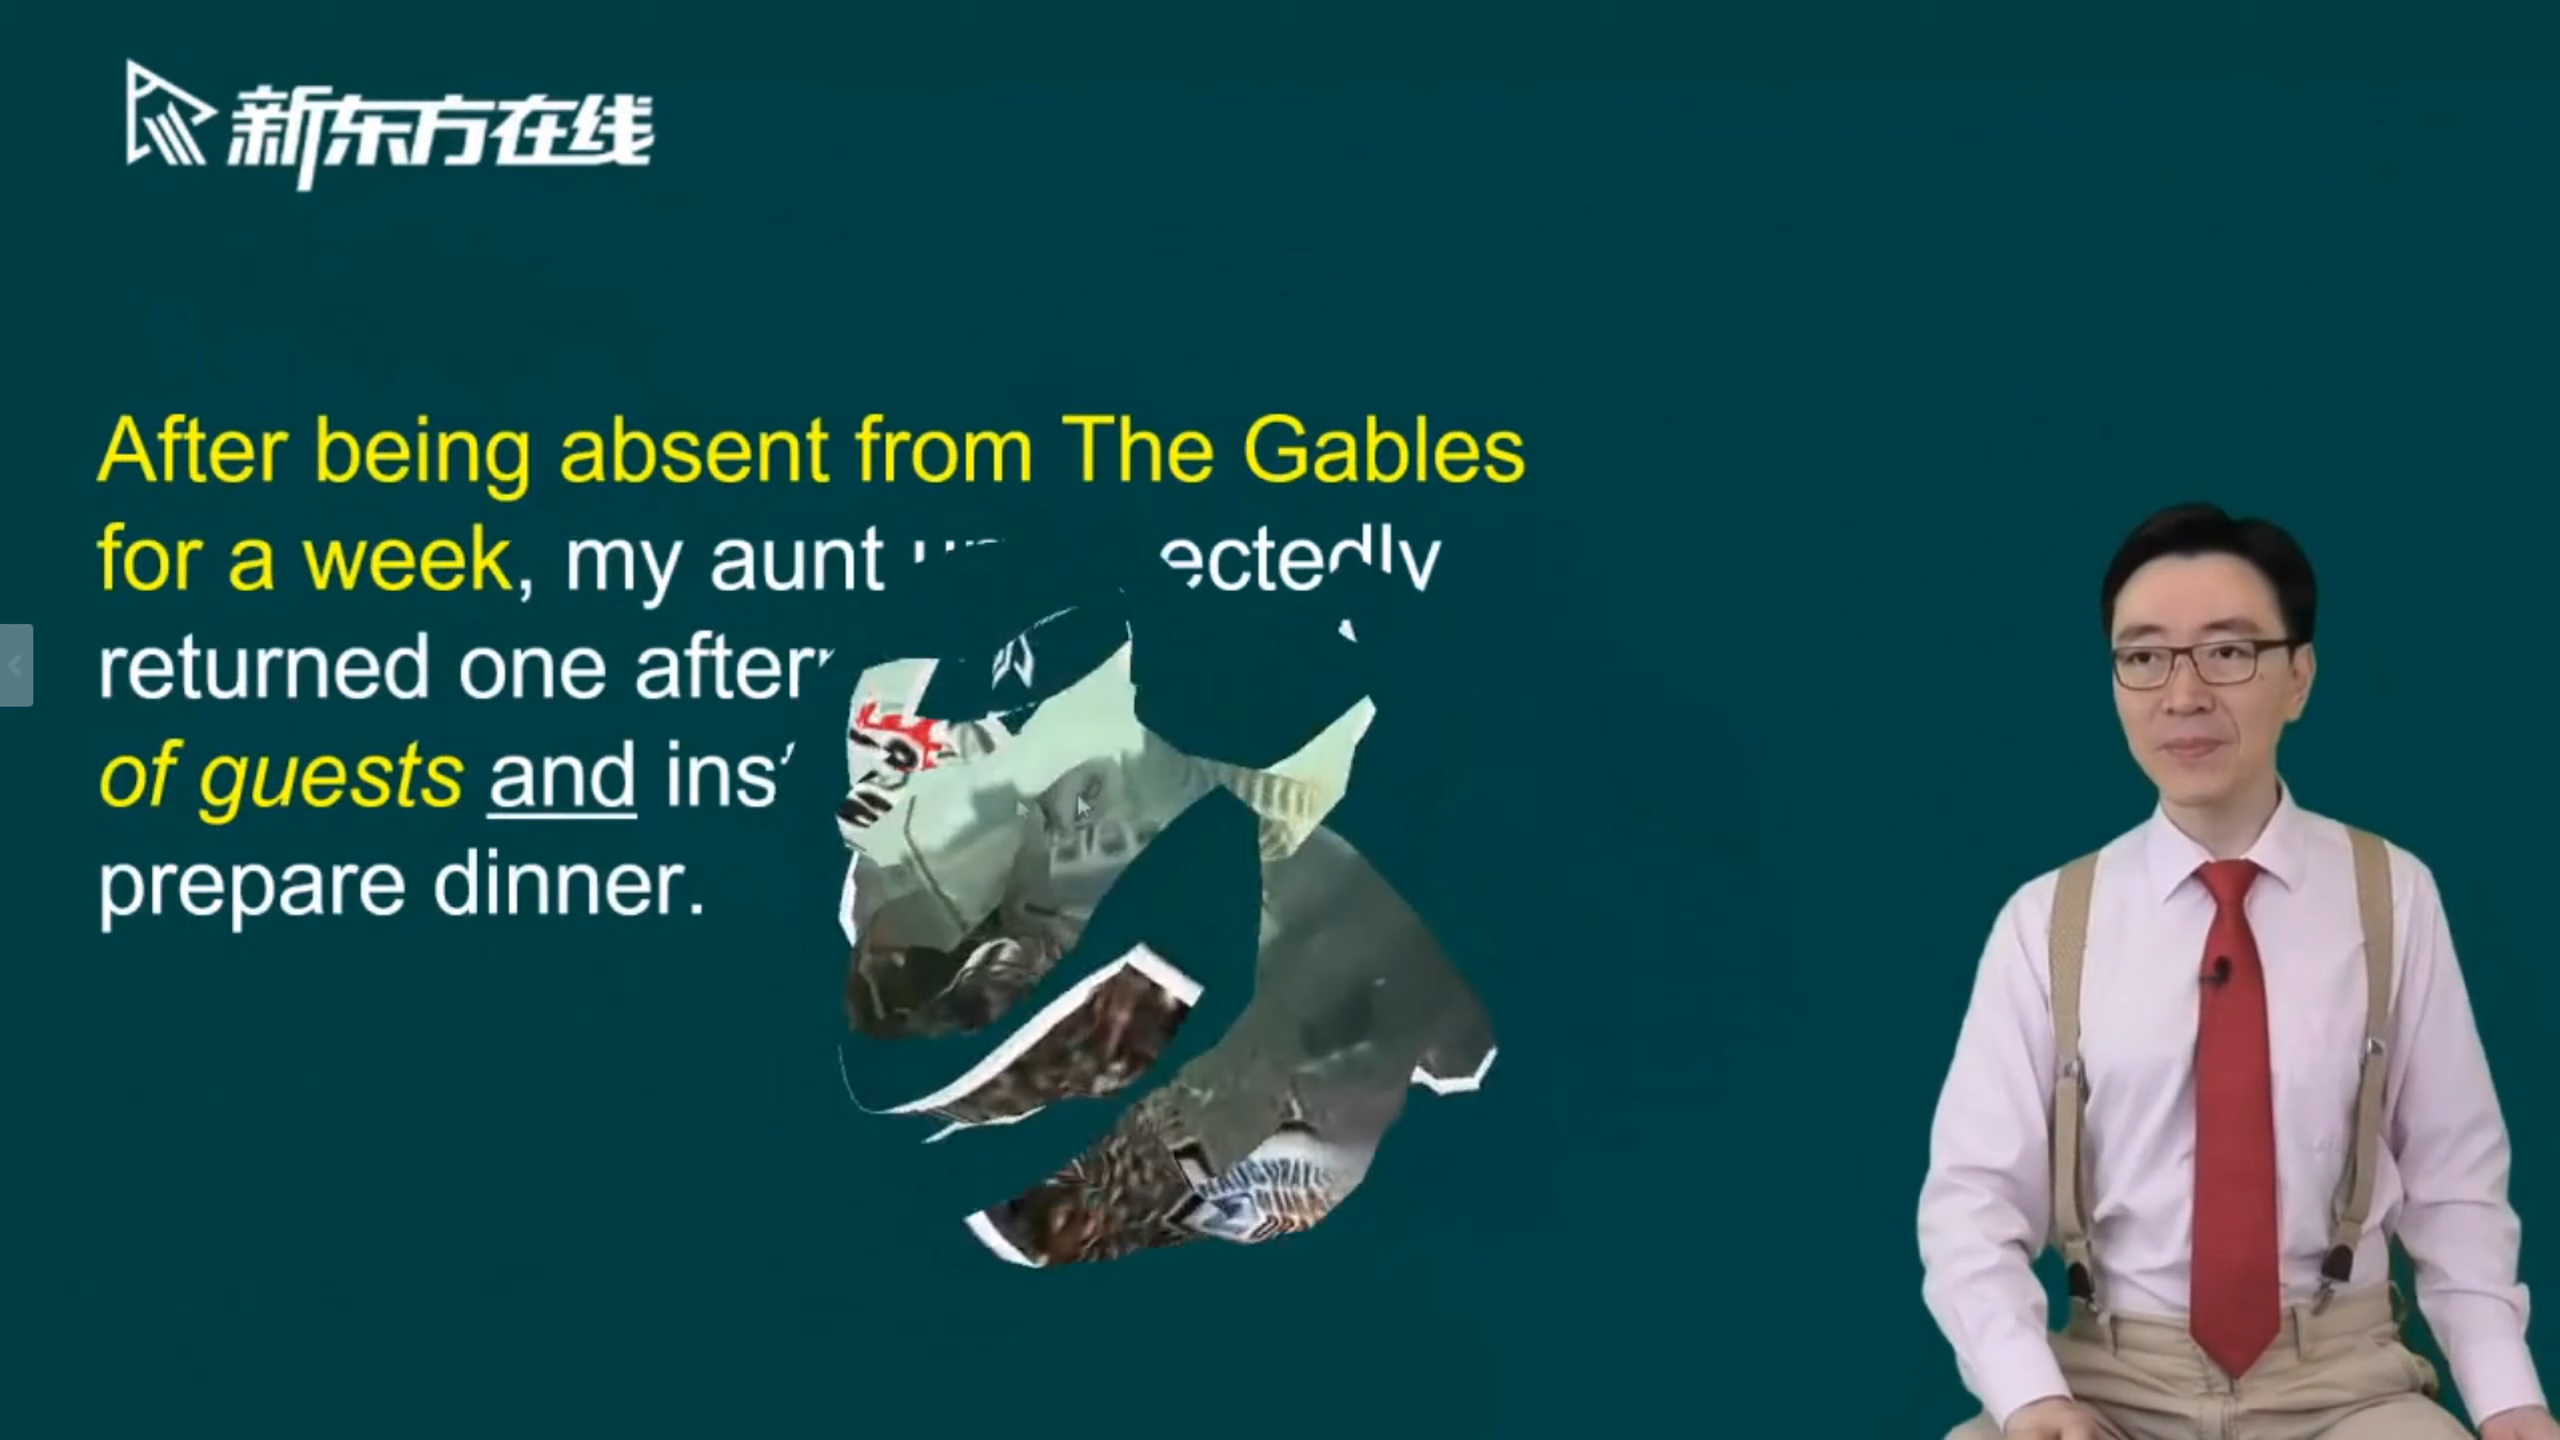 新东方在线
After being absent from The Gables
for a week, my aunt
returned one
of guests and
prepare dinner.